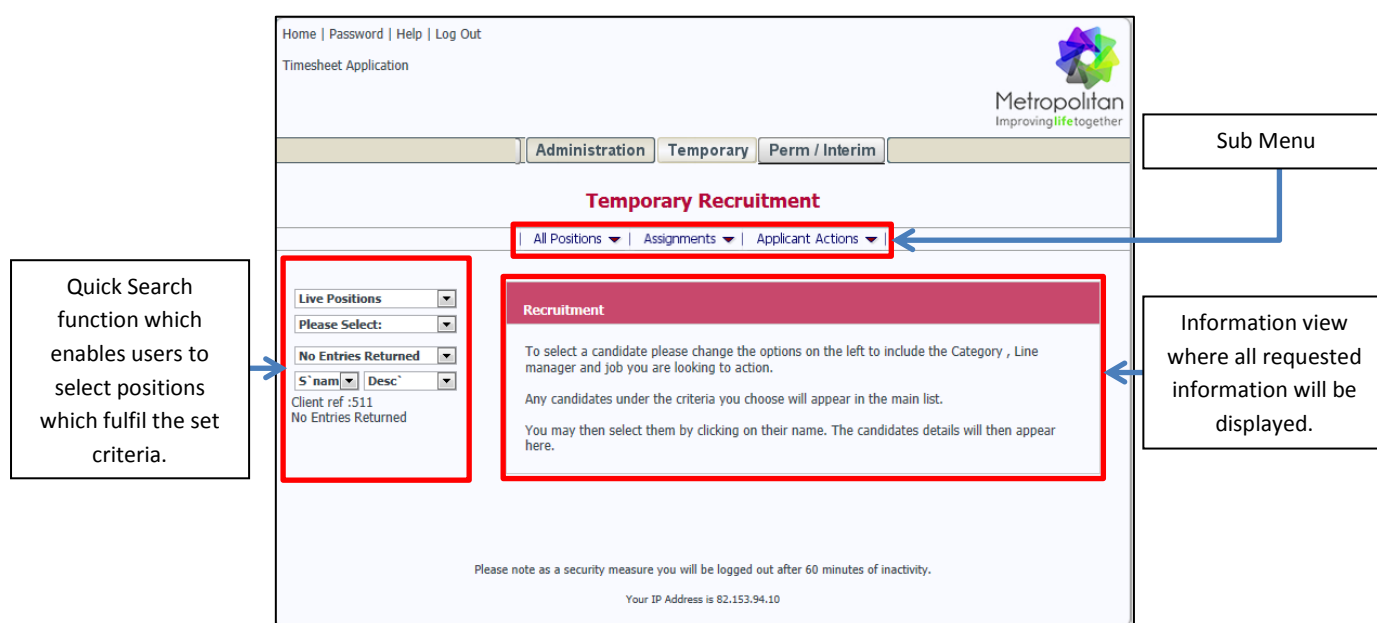 Home | Password | Help | Log Out
Timesheet Application
Metropolitan
Improvinglifetogether
Administration
Temporary
Perm / Interim
Sub Menu
Temporary Recruitment
| All Positions | Assignments | Applicant Actions |
Quick Search
function which
enables users to
select positions
which fulfil the set
criteria.
Live Positions
Please Select:
No Entries Returned
S`nam Desc`
Client ref :511
No Entries Returned
Recruitment
To select a candidate please change the options on the left to include the Category , Line
manager and job you are looking to action.
Any candidates under the criteria you choose will appear in the main list.
You may then select them by clicking on their name. The candidates details will then appear
here.
Information view
where all requested
information will be
displayed.
Please note as a security measure you will be logged out after 60 minutes of inactivity.
Your IP Address is 82.153.94.10